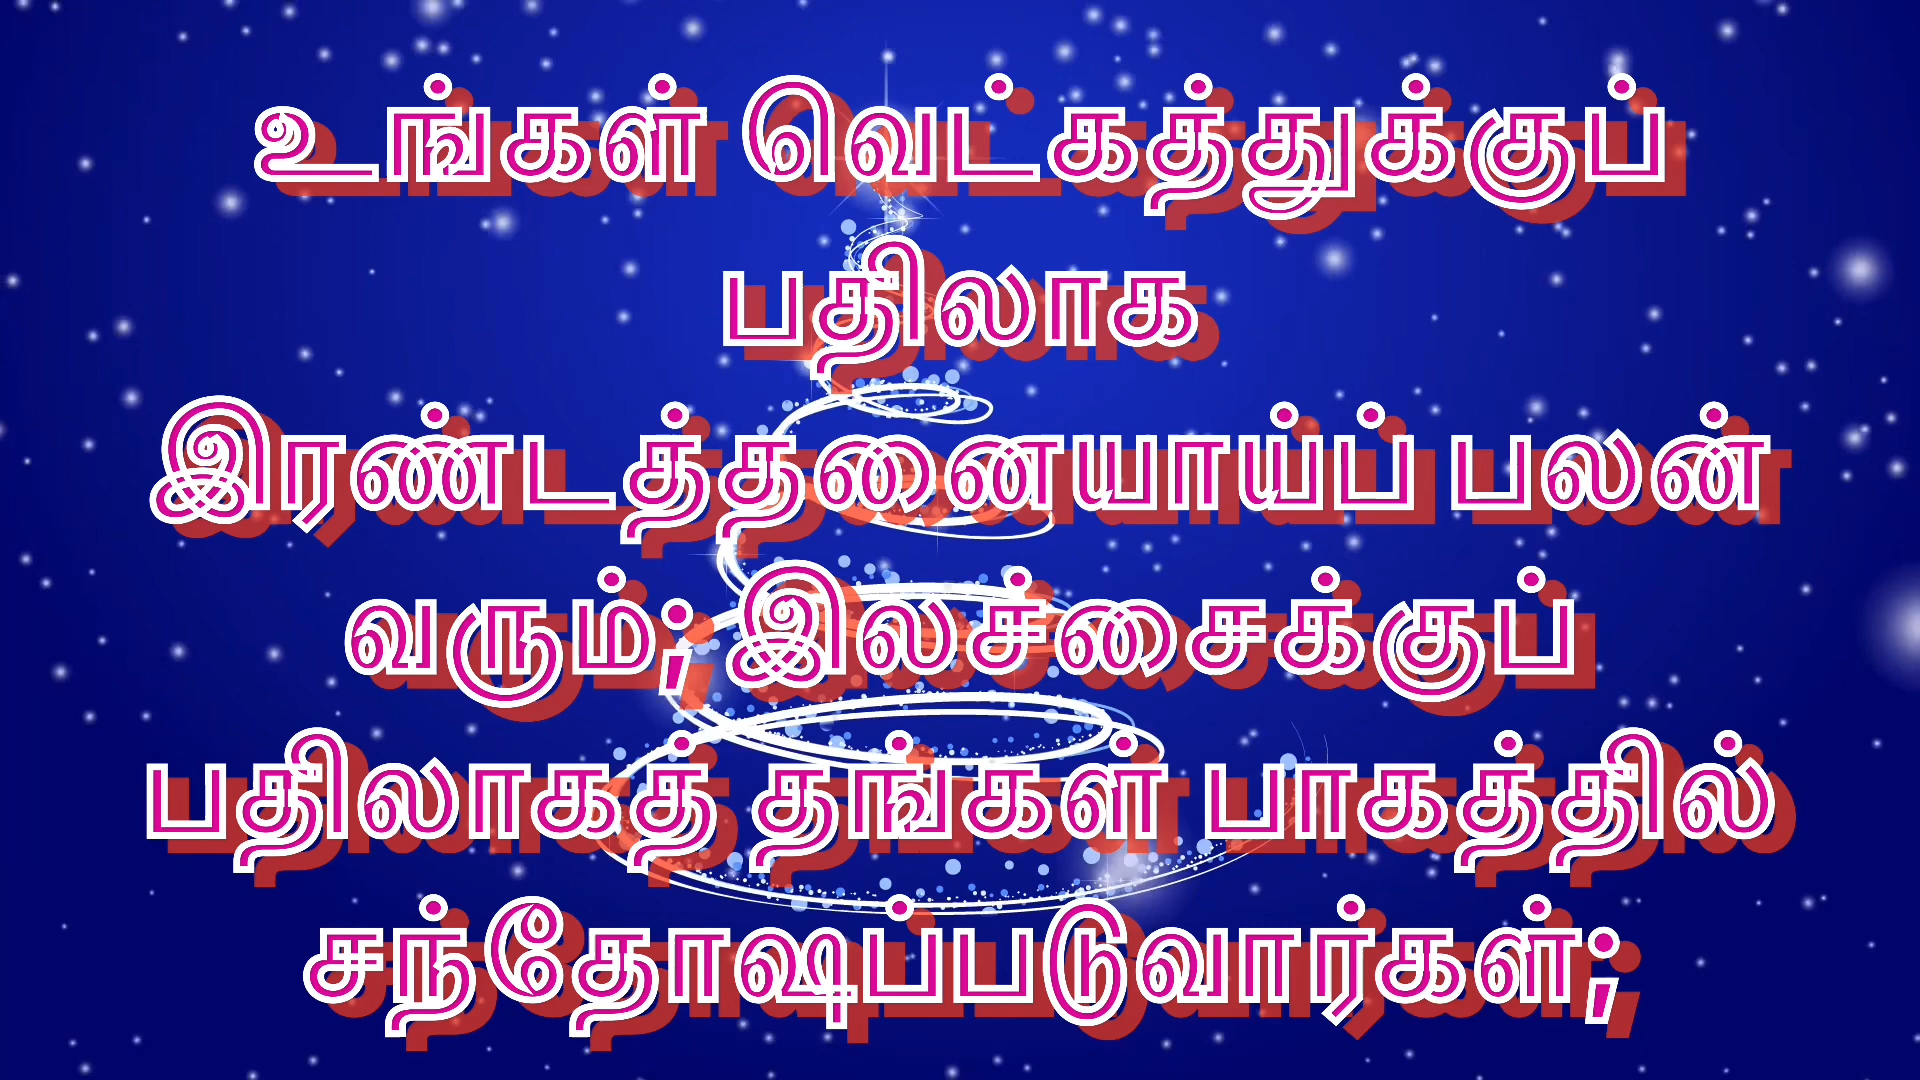 உங்கள் வெட்கத்துக்குப்
பதிலாக
இரண்டத்தனையாய்ப் பலன்
வரும்; இலச்சைக்குப்
பதிலாகத் தங்கள் பாகத்தில்
சந்தோஷப்படுவார்கள்;